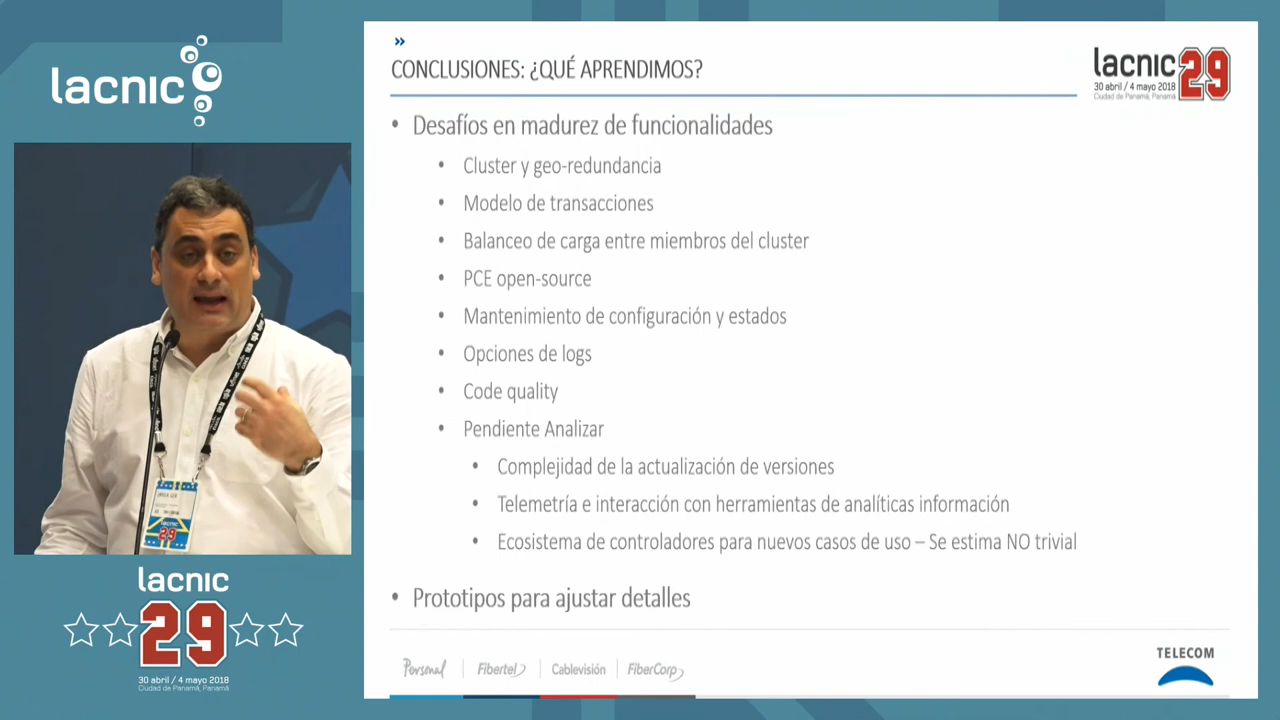 lacnic
»
CONCLUSIONES: ¿QUÉ APRENDIMOS?
lacnic 29
30 abril / 4 mayo 2018
Ciudad de Panamá, Panamá
• Desafíos en madurez de funcionalidades
• Cluster y geo-redundancia
• Modelo de transacciones
• Balanceo de carga entre miembros del cluster
• PCE open-source
• Mantenimiento de configuración y estados
• Opciones de logs
• Code quality
• Pendiente Analizar
• Complejidad de la actualización de versiones
• Telemetría e interacción con herramientas de analíticas información
• Ecosistema de controladores para nuevos casos de uso – Se estima NO trivial
• Prototipos para ajustar detalles
Personal | Fibertel | Cablevisión | FiberCorp
TELECOM
lacnic
29
lacnic
29
30 abril / 4 mayo 2018
Ciudad de Panamá, Panamá